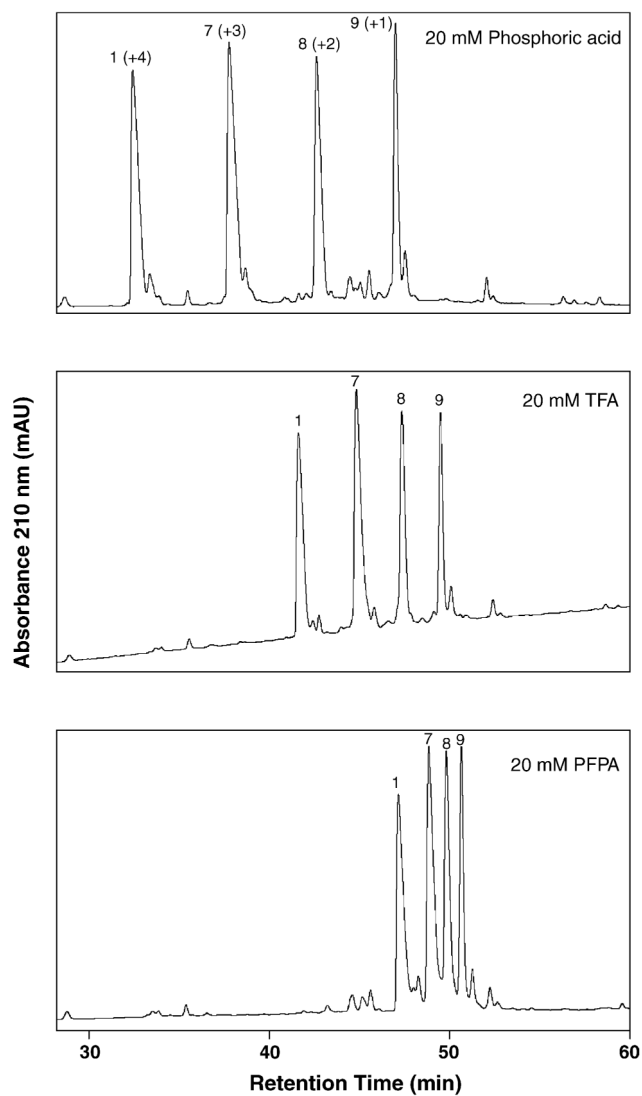 9 (+1)
7 (+3)
8 (+2)
1 (+4)
20 mM Phosphoric acid
7
8
9
1
20 mM TFA
7
8
9
1
20 mM PFPA
Absorbance 210 nm (mAU)
30 40 50 60
Retention Time (min)